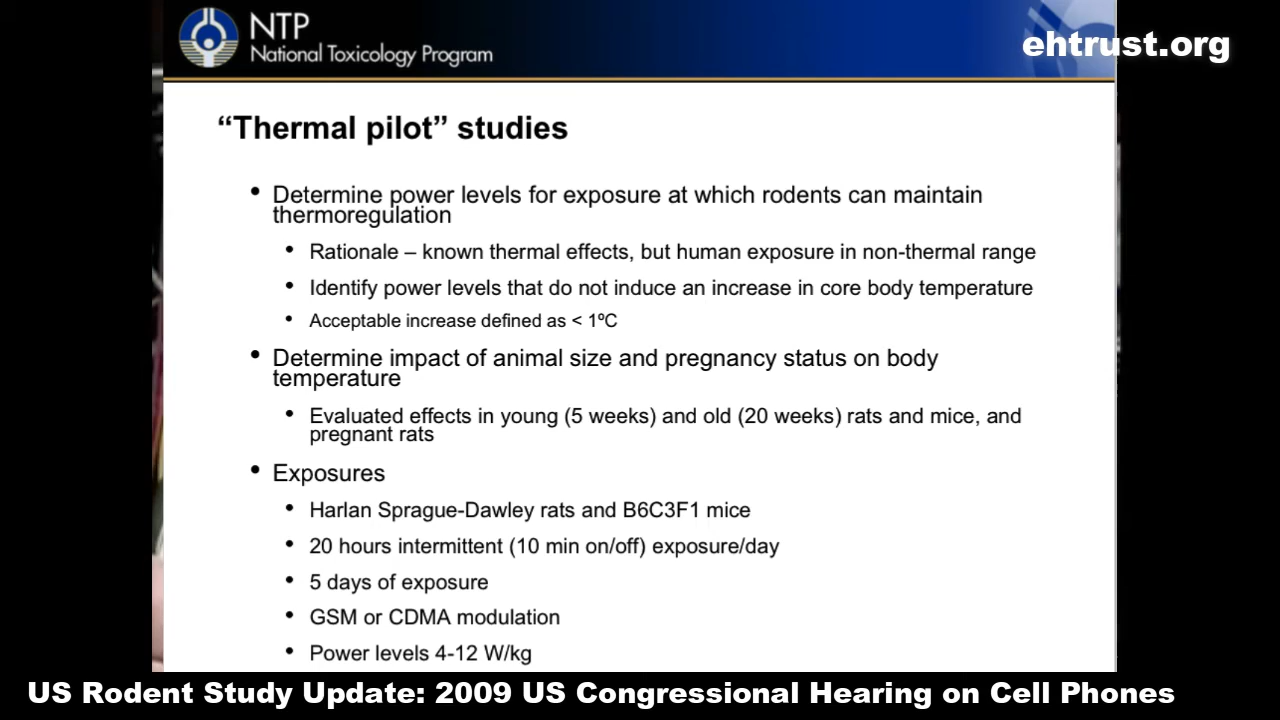 NTP
National Toxicology Program
ehtrust.org
“Thermal pilot” studies
• Determine power levels for exposure at which rodents can maintain
thermoregulation
• Rationale – known thermal effects, but human exposure in non-thermal range
• Identify power levels that do not induce an increase in core body temperature
• Acceptable increase defined as < 1ºC
• Determine impact of animal size and pregnancy status on body
temperature
• Evaluated effects in young (5 weeks) and old (20 weeks) rats and mice, and
pregnant rats
• Exposures
• Harlan Sprague-Dawley rats and B6C3F1 mice
• 20 hours intermittent (10 min on/off) exposure/day
• 5 days of exposure
• GSM or CDMA modulation
• Power levels 4-12 W/kg
US Rodent Study Update: 2009 US Congressional Hearing on Cell Phones